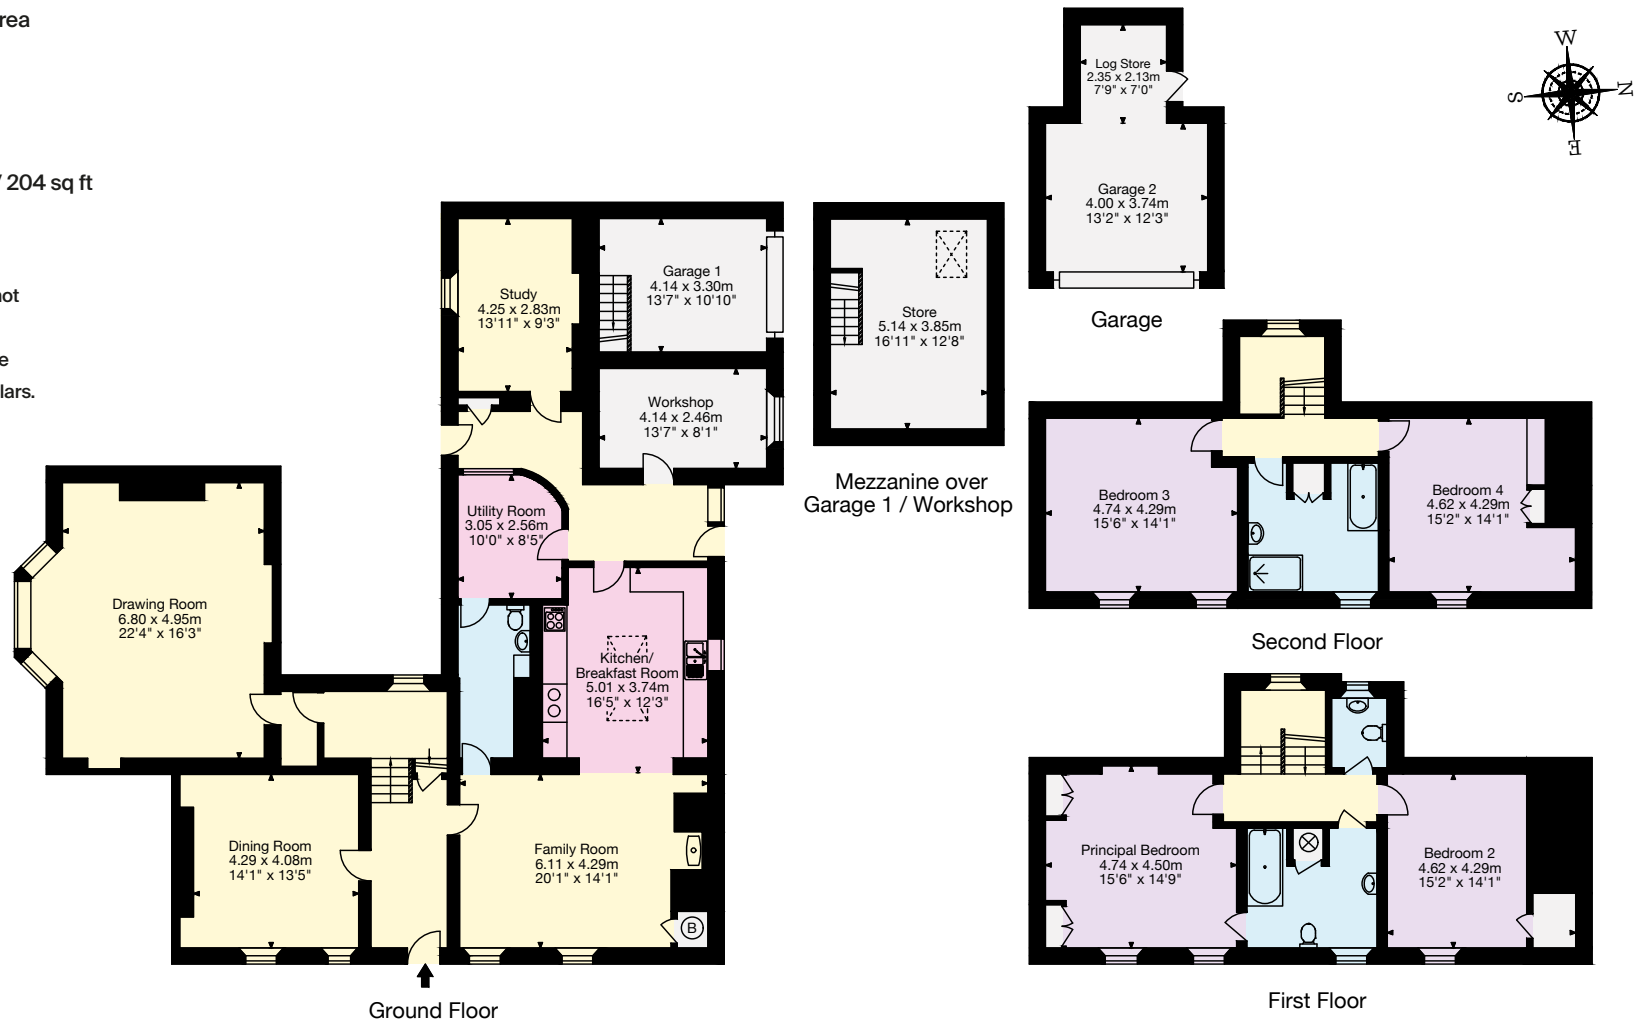 rea
/ 204 sq ft
not
e
lars.
Log Store
2.35 x 2.13m
7'9" x 7'0"
Garage 2
4.00 x 3.74m
13'2" x 12'3"
Garage
W
N
S
E
Study
4.25 x 2.83m
13'11" x 9'3"
Garage 1
4.14 x 3.30m
13'7" x 10'10"
Workshop
4.14 x 2.46m
13'7" x 8'1"
Store
5.14 x 3.85m
16'11" x 12'8"
Mezzanine over
Garage 1 / Workshop
Utility Room
3.05 x 2.56m
10'0" x 8'5"
Drawing Room
6.80 x 4.95m
22'4" x 16'3"
Kitchen/
Breakfast Room
5.01 x 3.74m
16'5" x 12'3"
Dining Room
4.29 x 4.08m
14'1" x 13'5"
Family Room
6.11 x 4.29m
20'1" x 14'1"
B
Ground Floor
Bedroom 3
4.74 x 4.29m
15'6" x 14'1"
Bedroom 4
4.62 x 4.29m
15'2" x 14'1"
Second Floor
Principal Bedroom
4.74 x 4.50m
15'6" x 14'9"
Bedroom 2
4.62 x 4.29m
15'2" x 14'1"
First Floor